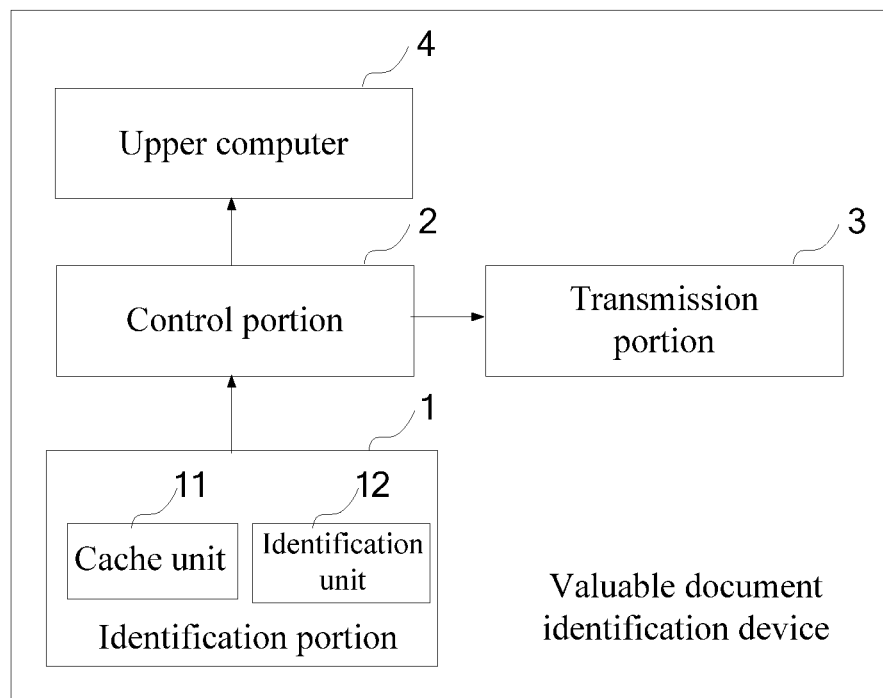 4
Upper computer
2
3
Control portion
Transmission
portion
1
11
12
Cache unit
Identification
unit
Identification portion
Valuable document
identification device